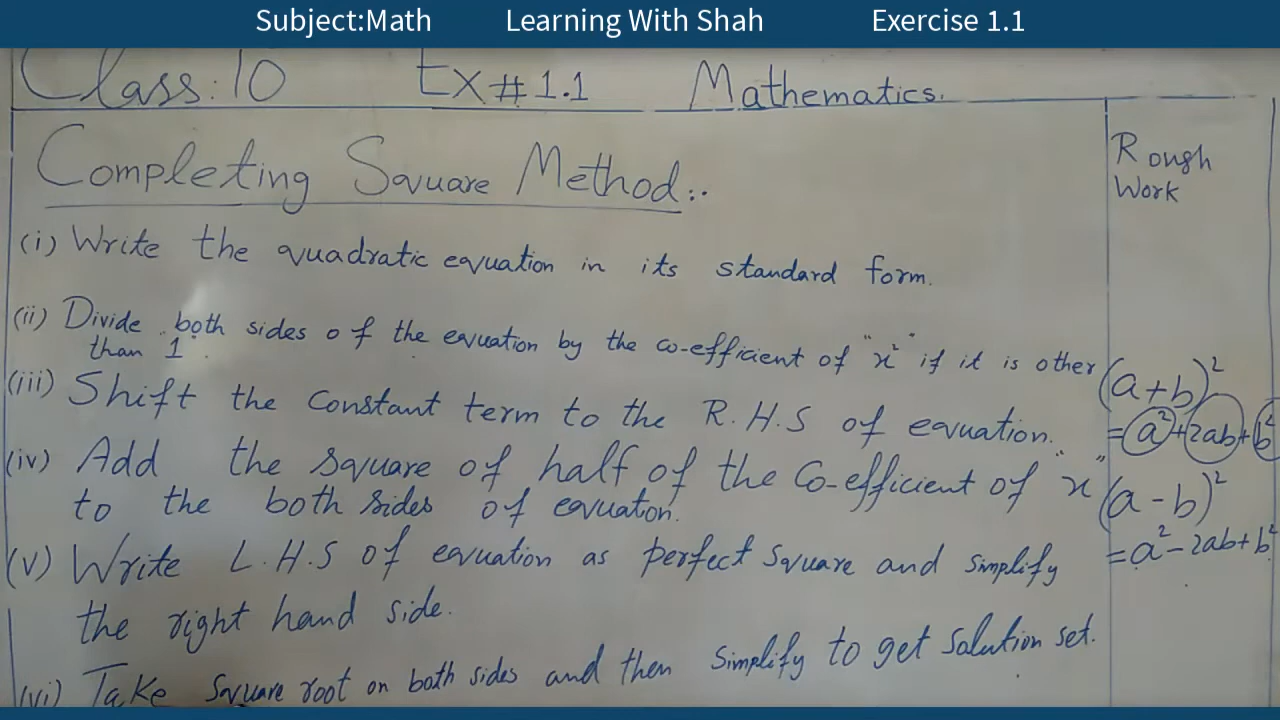 Subject:Math Learning With Shah Exercise 1.1
Class:10 Ex#1.1 Mathematics.
Completing Square Method:.
Rough
Work
(i) Write the quadratic equation in its standard form.
(ii) Divide both sides of the equation by the co-efficient of "x²" if it is other
than 1.
(iii) Shift the constant term to the R.H.S of equation.
(iv) Add the square of half of the Co-efficient of "x"
to the both sides of equation.
(v) Write L.H.S of equation as perfect square and simplify
the right hand side.
(vi) Take square root on both sides and then simplify to get solution set.
(a+b)²
=a²+2ab+b²
(a-b)²
=a²-2ab+b²